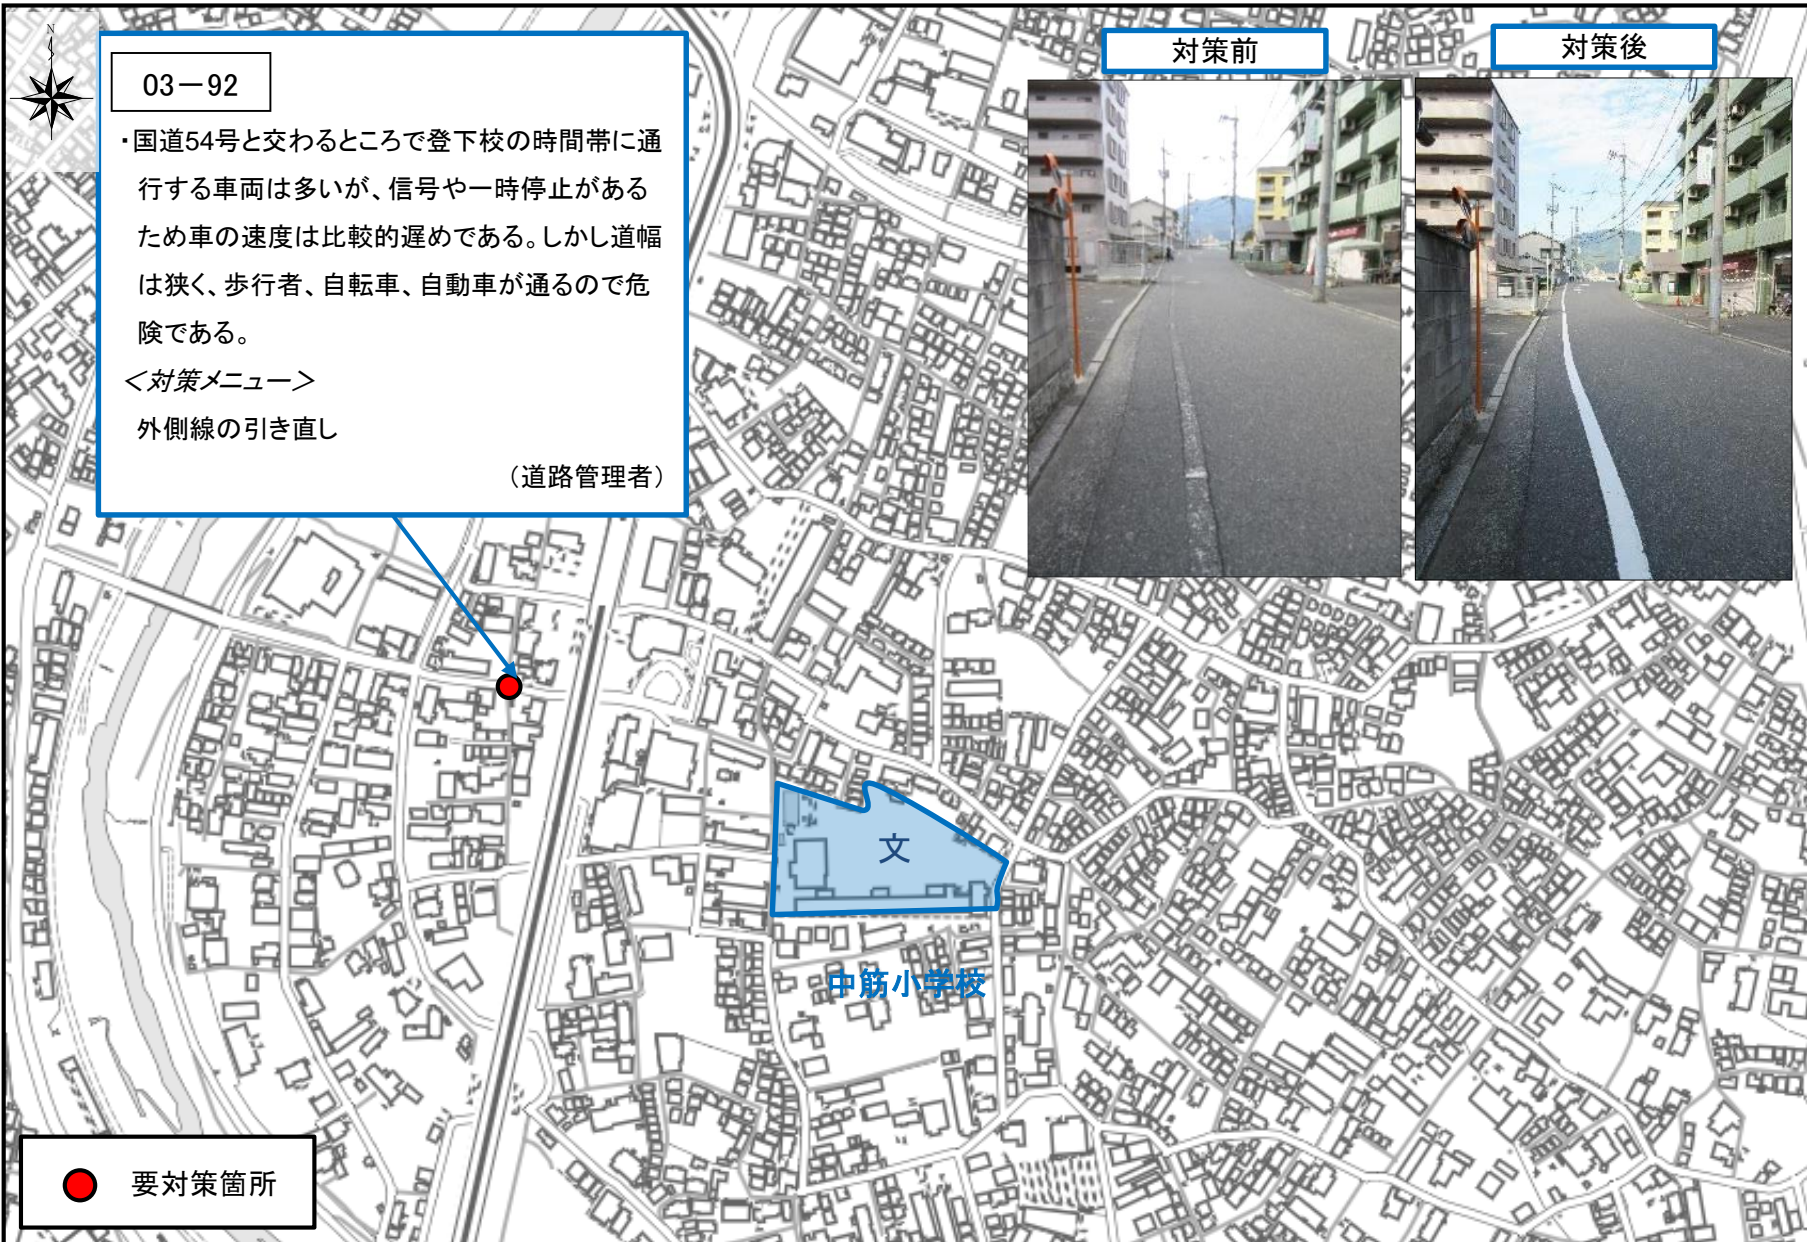 N
03－92
・国道54号と交わるところで登下校の時間帯に通
行する車両は多いが、信号や一時停止がある
ため車の速度は比較的遅めである。しかし道幅
は狭く、歩行者、自転車、自動車が通るので危
険である。
＜対策メニュー＞
外側線の引き直し
（道路管理者）
対策前
対策後
文
中筋小学校
要対策箇所